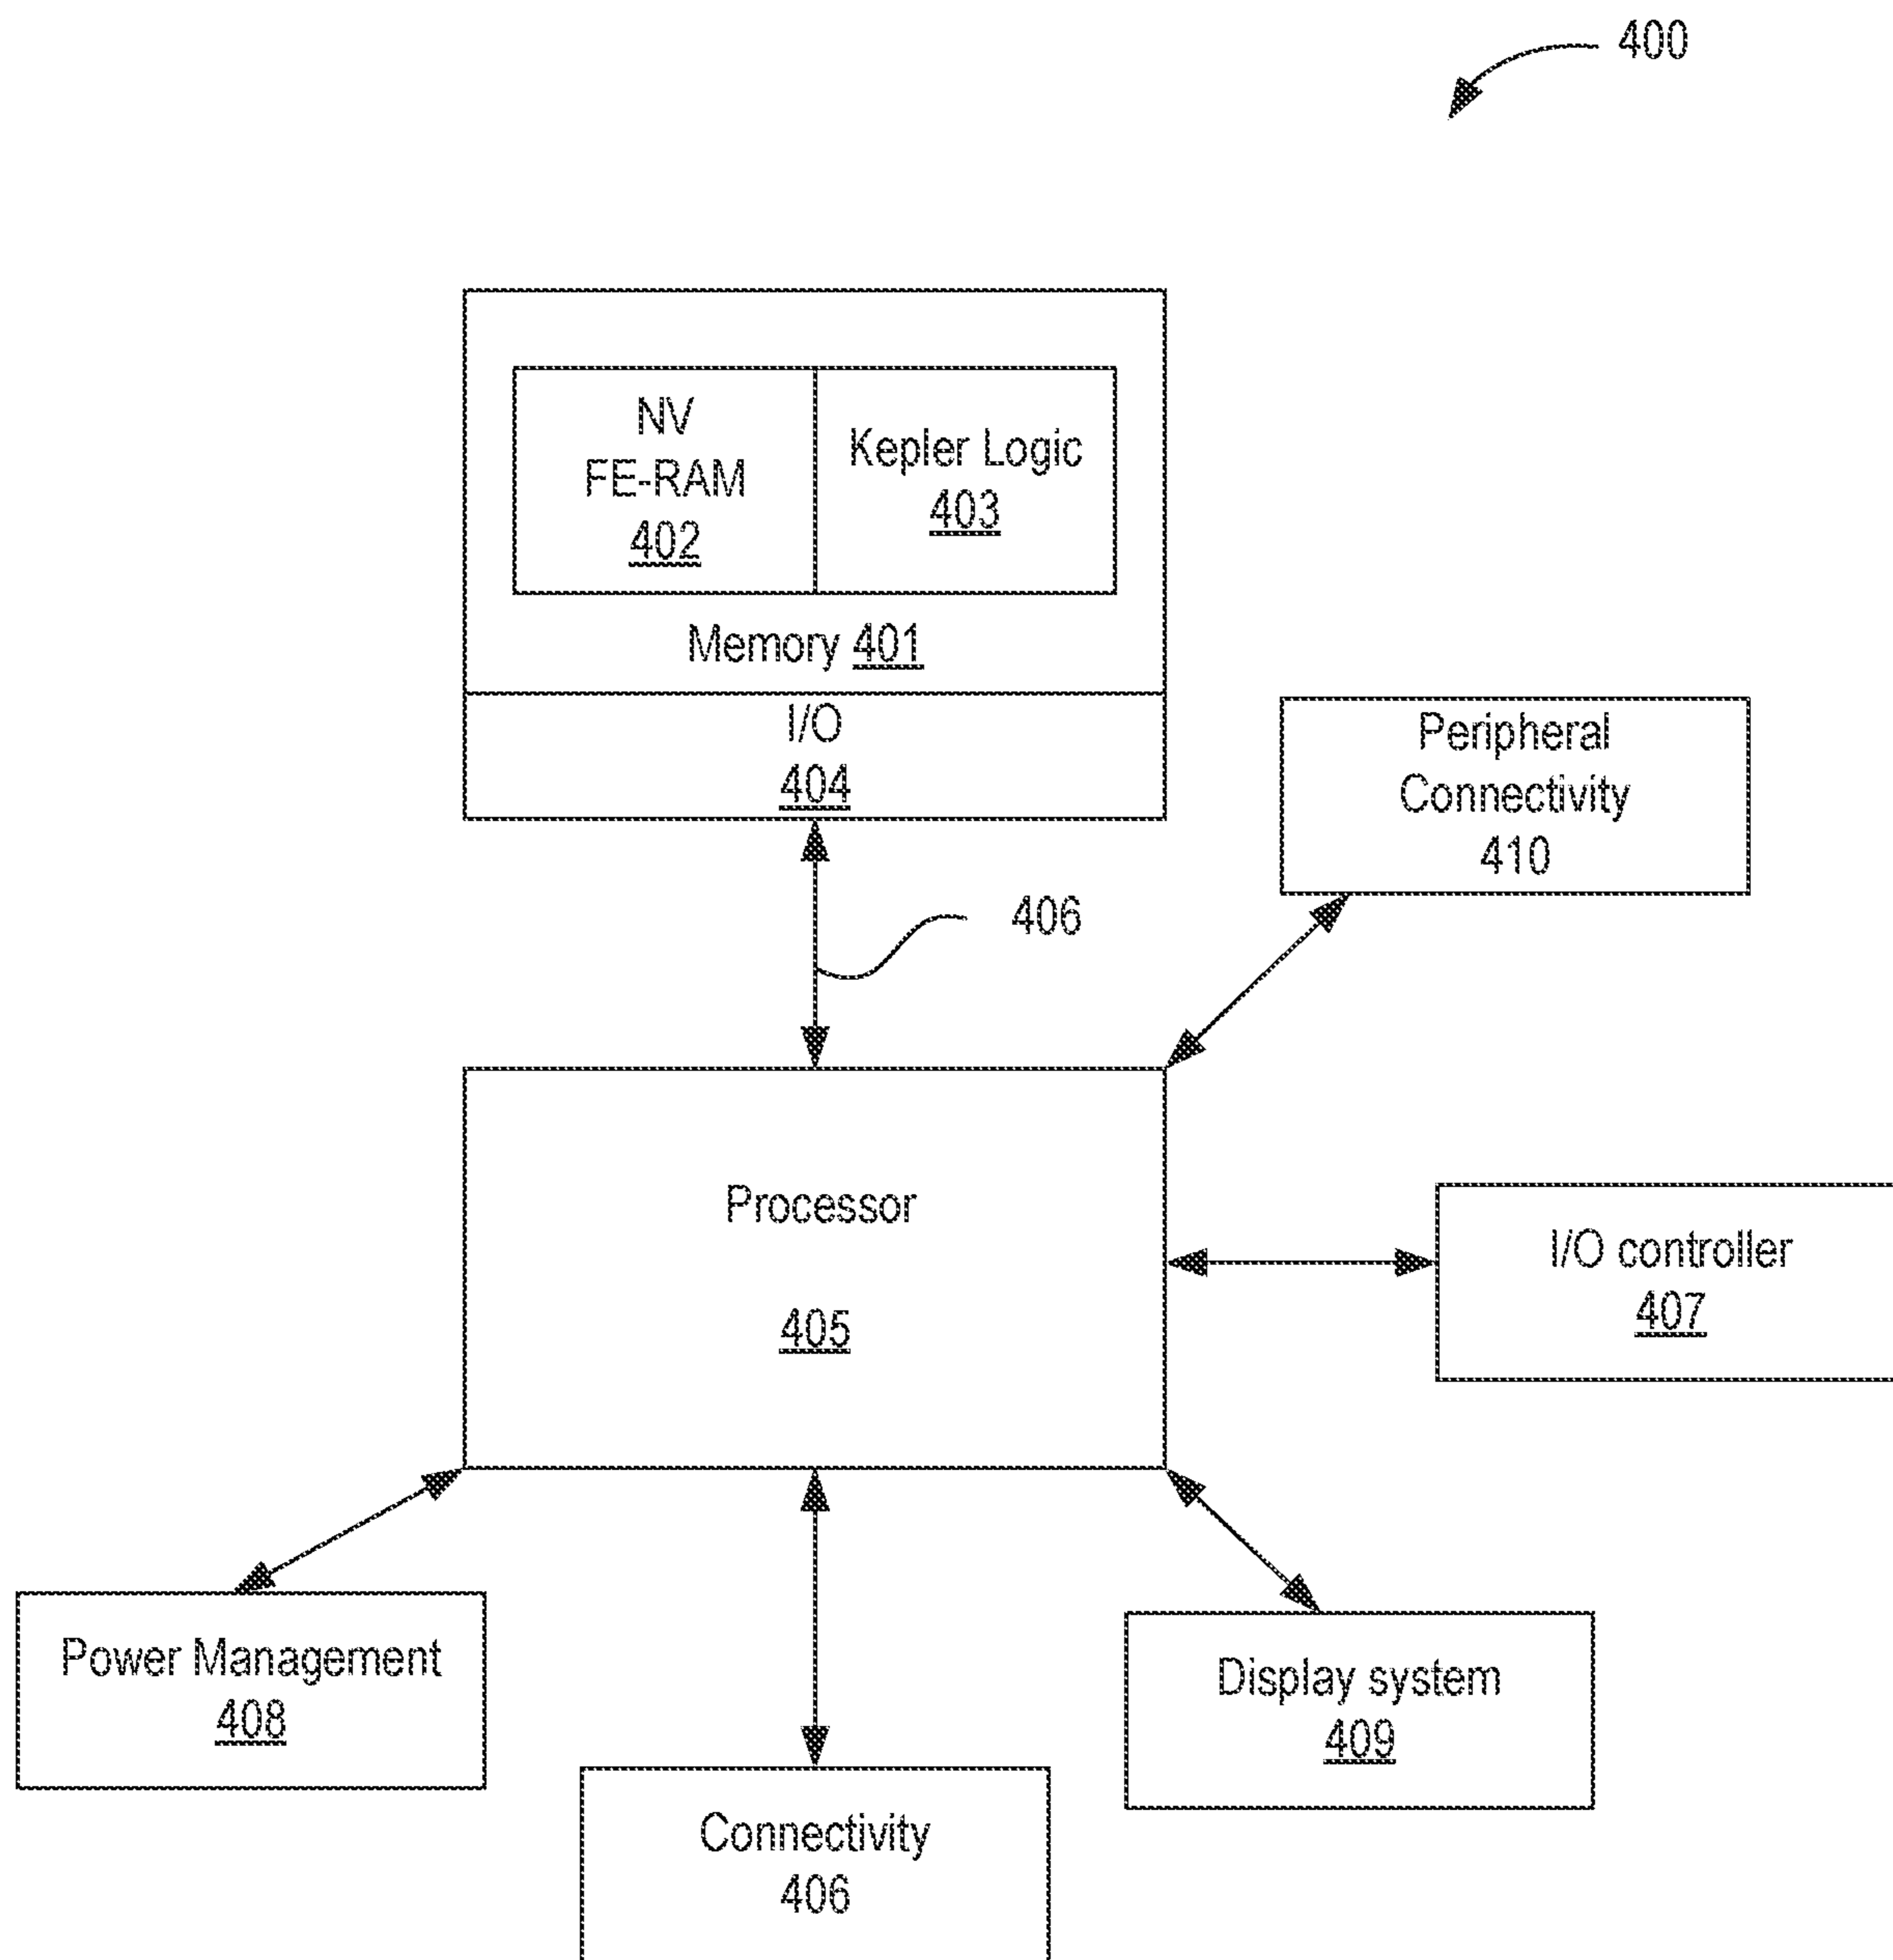 400
NV
FE-RAM
402
Kepler Logic
403
Memory 401
I/O
404
Peripheral
Connectivity
410
406
Processor
405
I/O controller
407
Power Management
408
Display system
409
Connectivity
406